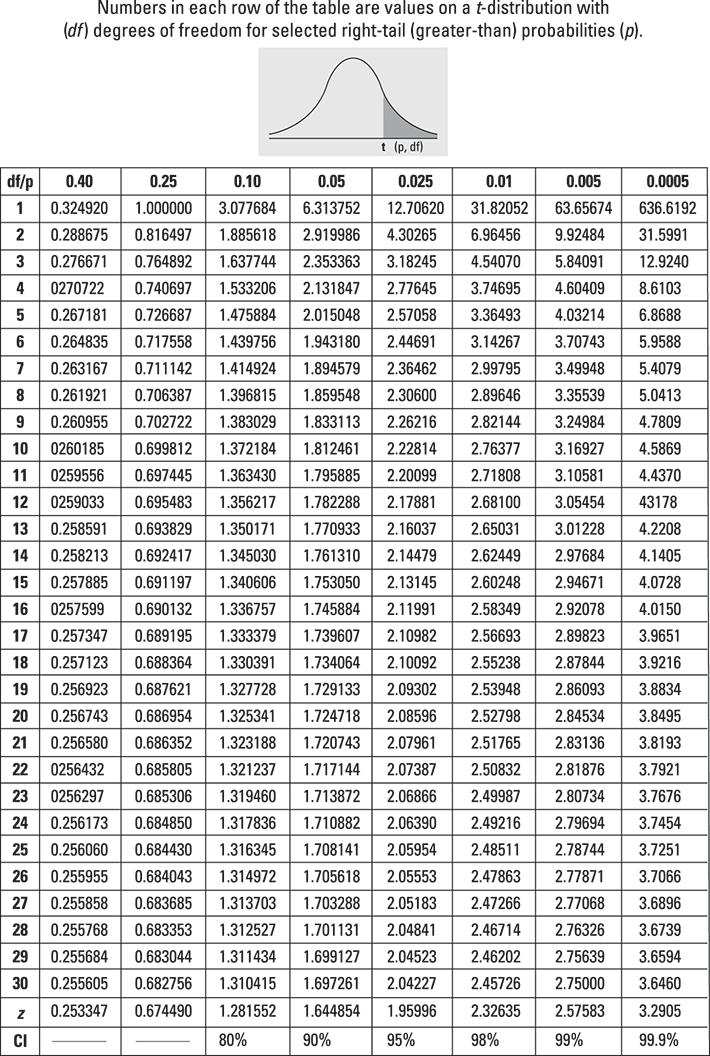 Numbers in each row of the table are values on a t-distribution with
(df) degrees of freedom for selected right-tail (greater-than) probabilities (p).
t (p, df)
df/p 0.40 0.25 0.10 0.05 0.025 0.01 0.005 0.0005
1 0.324920 1.000000 3.077684 6.313752 12.70620 31.82052 63.65674 636.6192
2 0.288675 0.816497 1.885618 2.919986 4.30265 6.96456 9.92484 31.5991
3 0.276671 0.764892 1.637744 2.353363 3.18245 4.54070 5.84091 12.9240
4 0270722 0.740697 1.533206 2.131847 2.77645 3.74695 4.60409 8.6103
5 0.267181 0.726687 1.475884 2.015048 2.57058 3.36493 4.03214 6.8688
6 0.264835 0.717558 1.439756 1.943180 2.44691 3.14267 3.70743 5.9588
7 0.263167 0.711142 1.414924 1.894579 2.36462 2.99795 3.49948 5.4079
8 0.261921 0.706387 1.396815 1.859548 2.30600 2.89646 3.35539 5.0413
9 0.260955 0.702722 1.383029 1.833113 2.26216 2.82144 3.24984 4.7809
10 0260185 0.699812 1.372184 1.812461 2.22814 2.76377 3.16927 4.5869
11 0259556 0.697445 1.363430 1.795885 2.20099 2.71808 3.10581 4.4370
12 0259033 0.695483 1.356217 1.782288 2.17881 2.68100 3.05454 43178
13 0.258591 0.693829 1.350171 1.770933 2.16037 2.65031 3.01228 4.2208
14 0.258213 0.692417 1.345030 1.761310 2.14479 2.62449 2.97684 4.1405
15 0.257885 0.691197 1.340606 1.753050 2.13145 2.60248 2.94671 4.0728
16 0257599 0.690132 1.336757 1.745884 2.11991 2.58349 2.92078 4.0150
17 0.257347 0.689195 1.333379 1.739607 2.10982 2.56693 2.89823 3.9651
18 0.257123 0.688364 1.330391 1.734064 2.10092 2.55238 2.87844 3.9216
19 0.256923 0.687621 1.327728 1.729133 2.09302 2.53948 2.86093 3.8834
20 0.256743 0.686954 1.325341 1.724718 2.08596 2.52798 2.84534 3.8495
21 0.256580 0.686352 1.323188 1.720743 2.07961 2.51765 2.83136 3.8193
22 0256432 0.685805 1.321237 1.717144 2.07387 2.50832 2.81876 3.7921
23 0256297 0.685306 1.319460 1.713872 2.06866 2.49987 2.80734 3.7676
24 0.256173 0.684850 1.317836 1.710882 2.06390 2.49216 2.79694 3.7454
25 0.256060 0.684430 1.316345 1.708141 2.05954 2.48511 2.78744 3.7251
26 0.255955 0.684043 1.314972 1.705618 2.05553 2.47863 2.77871 3.7066
27 0.255858 0.683685 1.313703 1.703288 2.05183 2.47266 2.77068 3.6896
28 0.255768 0.683353 1.312527 1.701131 2.04841 2.46714 2.76326 3.6739
29 0.255684 0.683044 1.311434 1.699127 2.04523 2.46202 2.75639 3.6594
30 0.255605 0.682756 1.310415 1.697261 2.04227 2.45726 2.75000 3.6460
z 0.253347 0.674490 1.281552 1.644854 1.95996 2.32635 2.57583 3.2905
CI 80% 90% 95% 98% 99% 99.9%